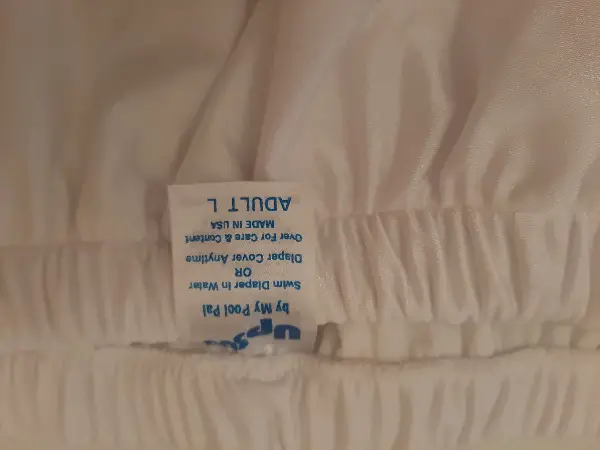 by My Pool Pal
Swim Diaper in Water
OR
Diaper Cover Anytime
Over For Care & Content
MADE IN USA
ADULT L